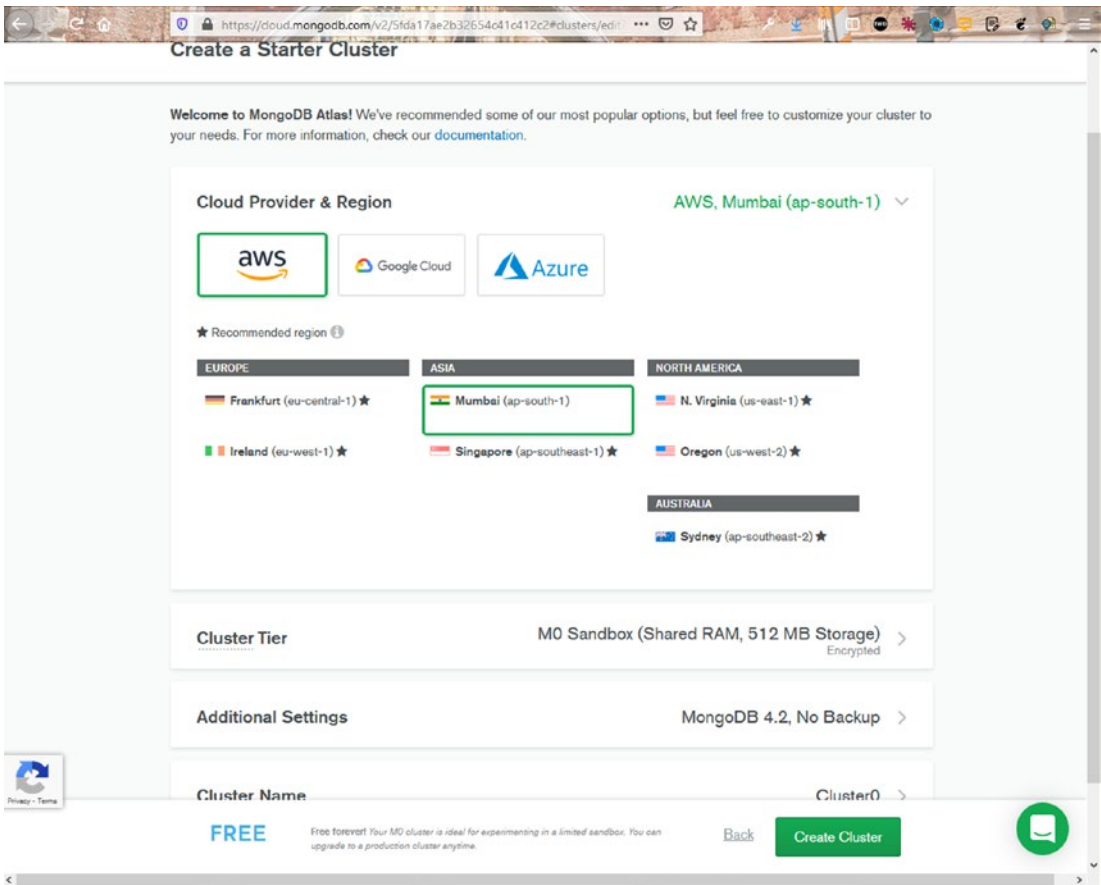 https://cloud.mongodb.com/v2/5fda17ae2b32654c41c412c2#clusters/edi
Create a Starter Cluster
Welcome to MongoDB Atlas! We've recommended some of our most popular options, but feel free to customize your cluster to
your needs. For more information, check our documentation.
Cloud Provider & Region
AWS, Mumbai (ap-south-1)
aws
Google Cloud
Azure
★ Recommended region
EUROPE
ASIA
NORTH AMERICA
Frankfurt (eu-central-1) ★
Mumbai (ap-south-1)
N. Virginia (us-east-1) ★
Ireland (eu-west-1) ★
Singapore (ap-southeast-1) ★
Oregon (us-west-2) ★
AUSTRALIA
Sydney (ap-southeast-2) ★
Cluster Tier
M0 Sandbox (Shared RAM, 512 MB Storage)
Encrypted
Additional Settings
MongoDB 4.2, No Backup
Cluster Name
Cluster0
Privacy - Terms
FREE
Free forever! Your M0 cluster is ideal for experimenting in a limited sandbox. You can
upgrade to a production cluster anytime.
Back
Create Cluster